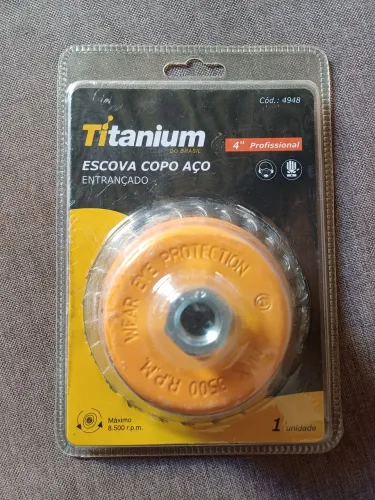 Cód.: 4948
Titanium
DO BRASIL
4" Profissional
ESCOVA COPO AÇO
ENTRANÇADO
WEAR EYE PROTECTION
8500 R.P.M.
Máximo
8.500 r.p.m.
1 unidade